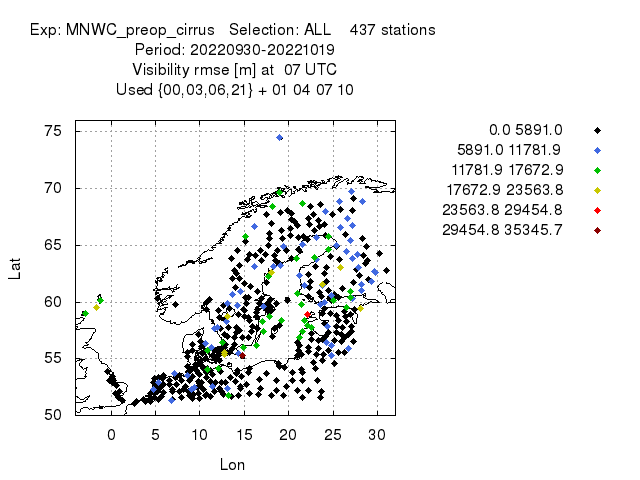 Exp: MNWC_preop_cirrus   Selection: ALL    437 stations
Period: 20220930-20221019
Visibility rmse [m] at  07 UTC
Used {00,03,06,21} + 01 04 07 10
0.0 5891.0
5891.0 11781.9
11781.9 17672.9
17672.9 23563.8
23563.8 29454.8
29454.8 35345.7
75
70
65
60
55
50
Lat
0 5 10 15 20 25 30
Lon